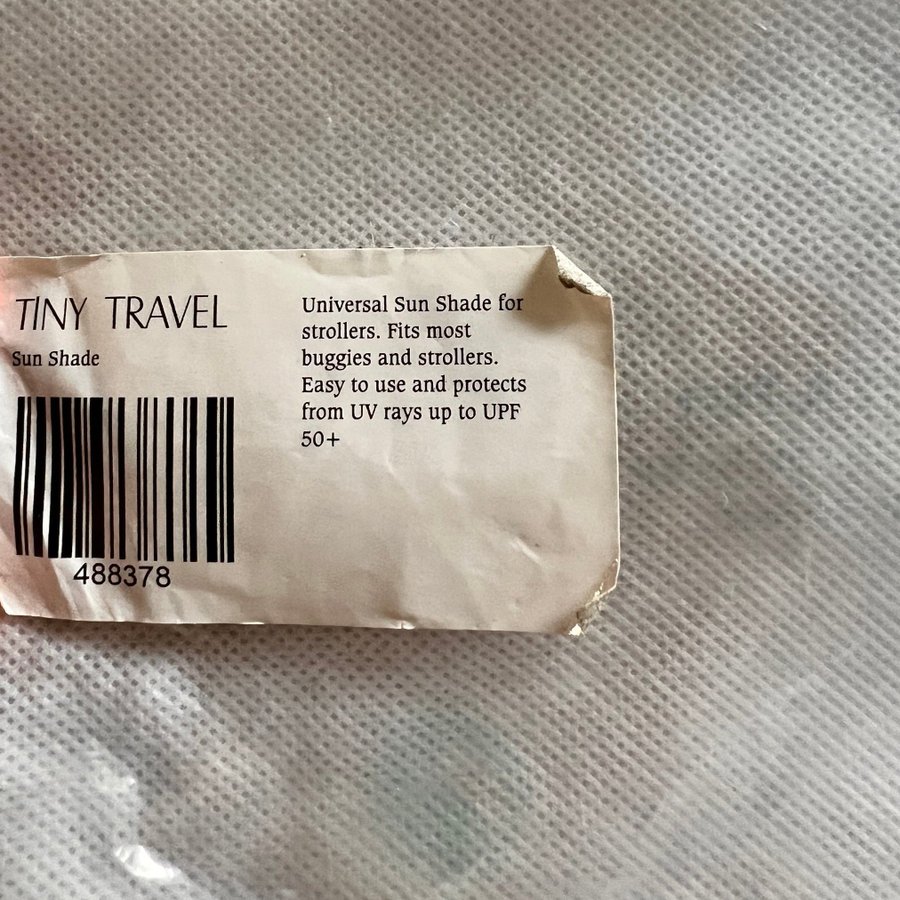 TINY TRAVEL
Sun Shade
488378
Universal Sun Shade for
strollers. Fits most
buggies and strollers.
Easy to use and protects
from UV rays up to UPF
50+